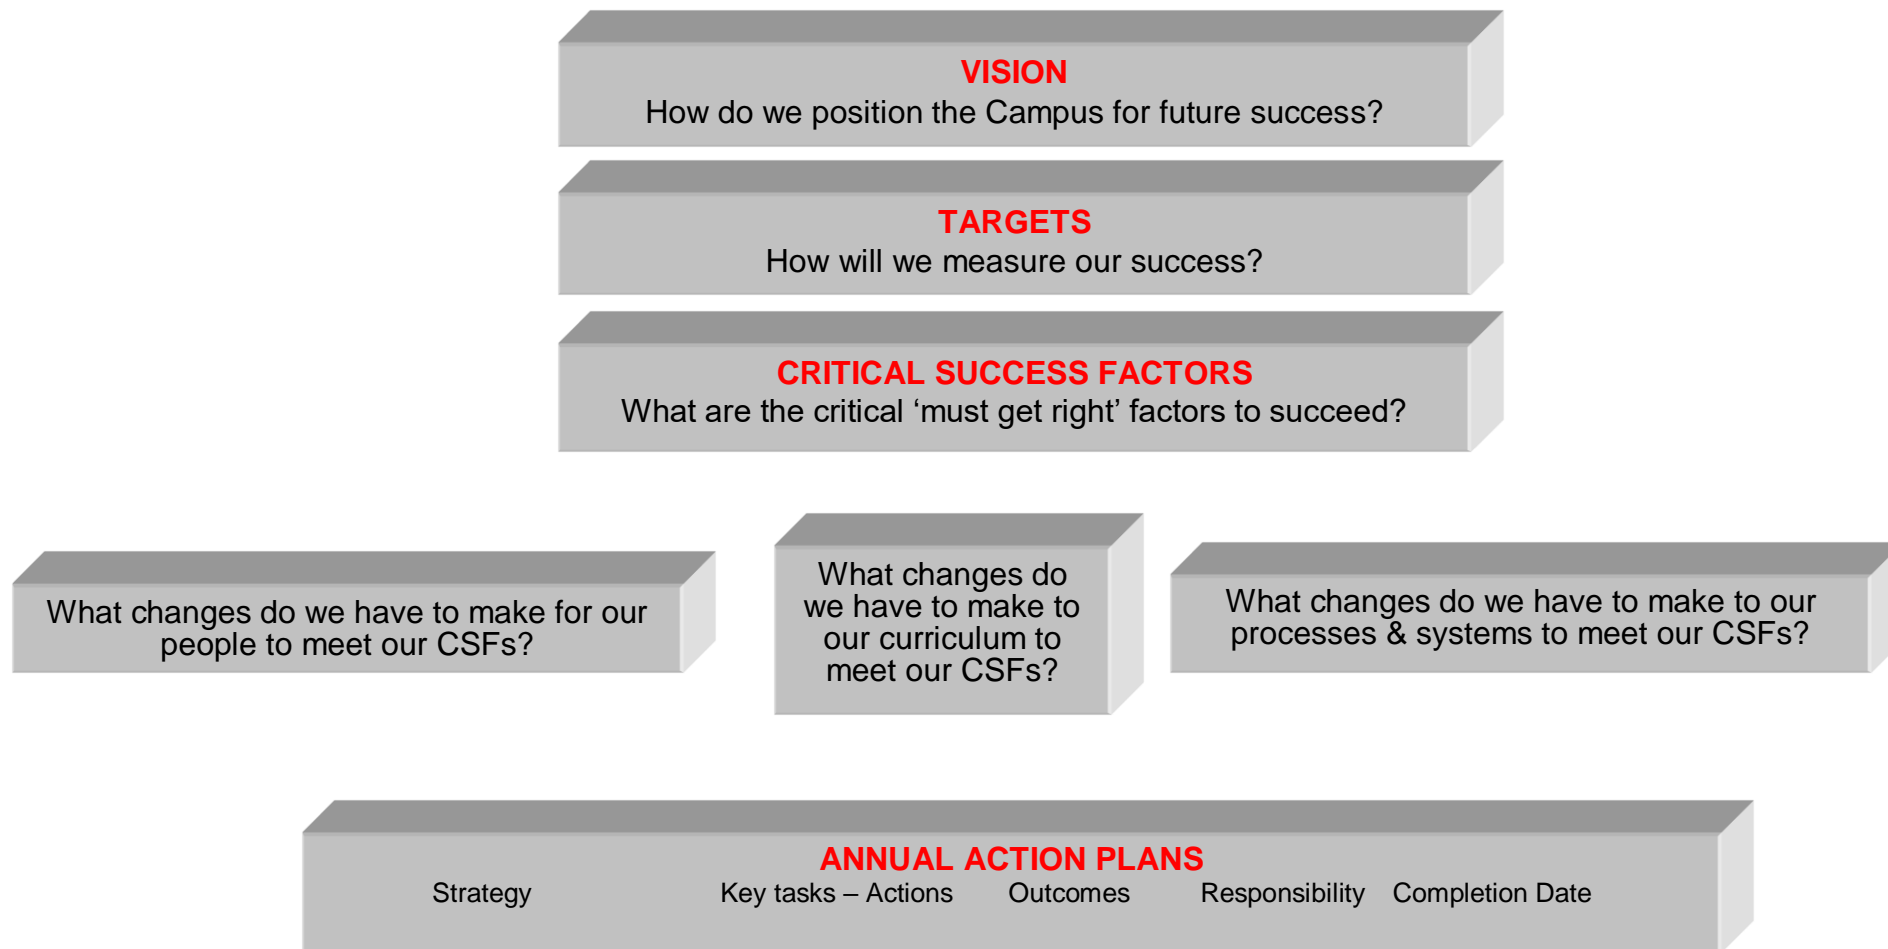 VISION
How do we position the Campus for future success?
TARGETS
How will we measure our success?
CRITICAL SUCCESS FACTORS
What are the critical ‘must get right’ factors to succeed?
What changes do we have to make for our
people to meet our CSFs?
What changes do
we have to make to
our curriculum to
meet our CSFs?
What changes do we have to make to our
processes & systems to meet our CSFs?
ANNUAL ACTION PLANS
Strategy Key tasks – Actions Outcomes Responsibility Completion Date